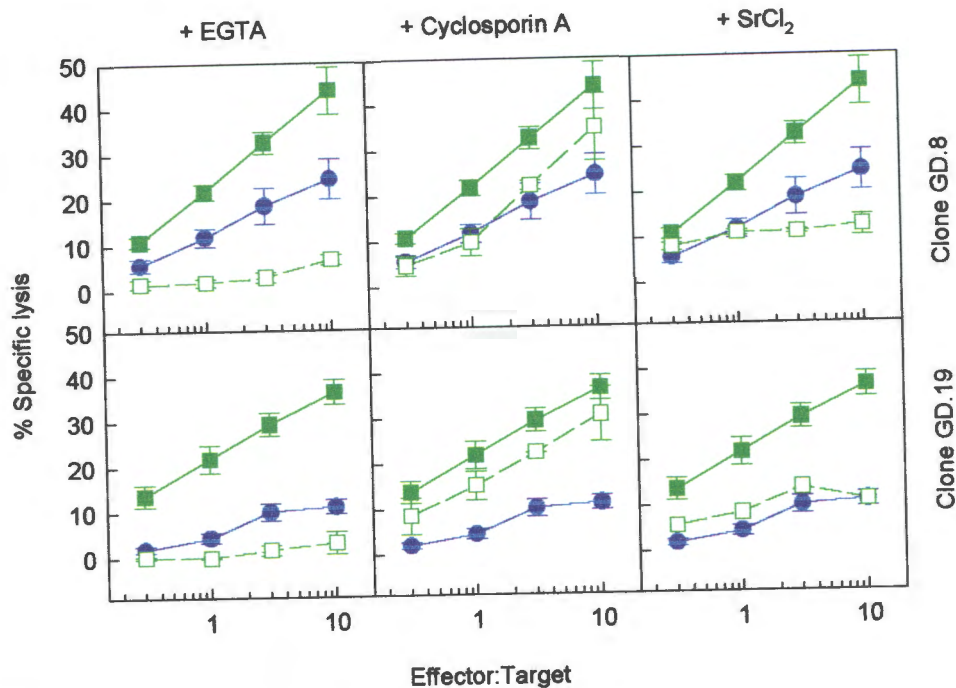 + EGTA
+ Cyclosporin A
+ SrCl2
50
40
30
20
10
0
Clone GD.8
% Specific lysis
50
40
30
20
10
0
Clone GD.19
1
10
1
10
1
10
Effector:Target